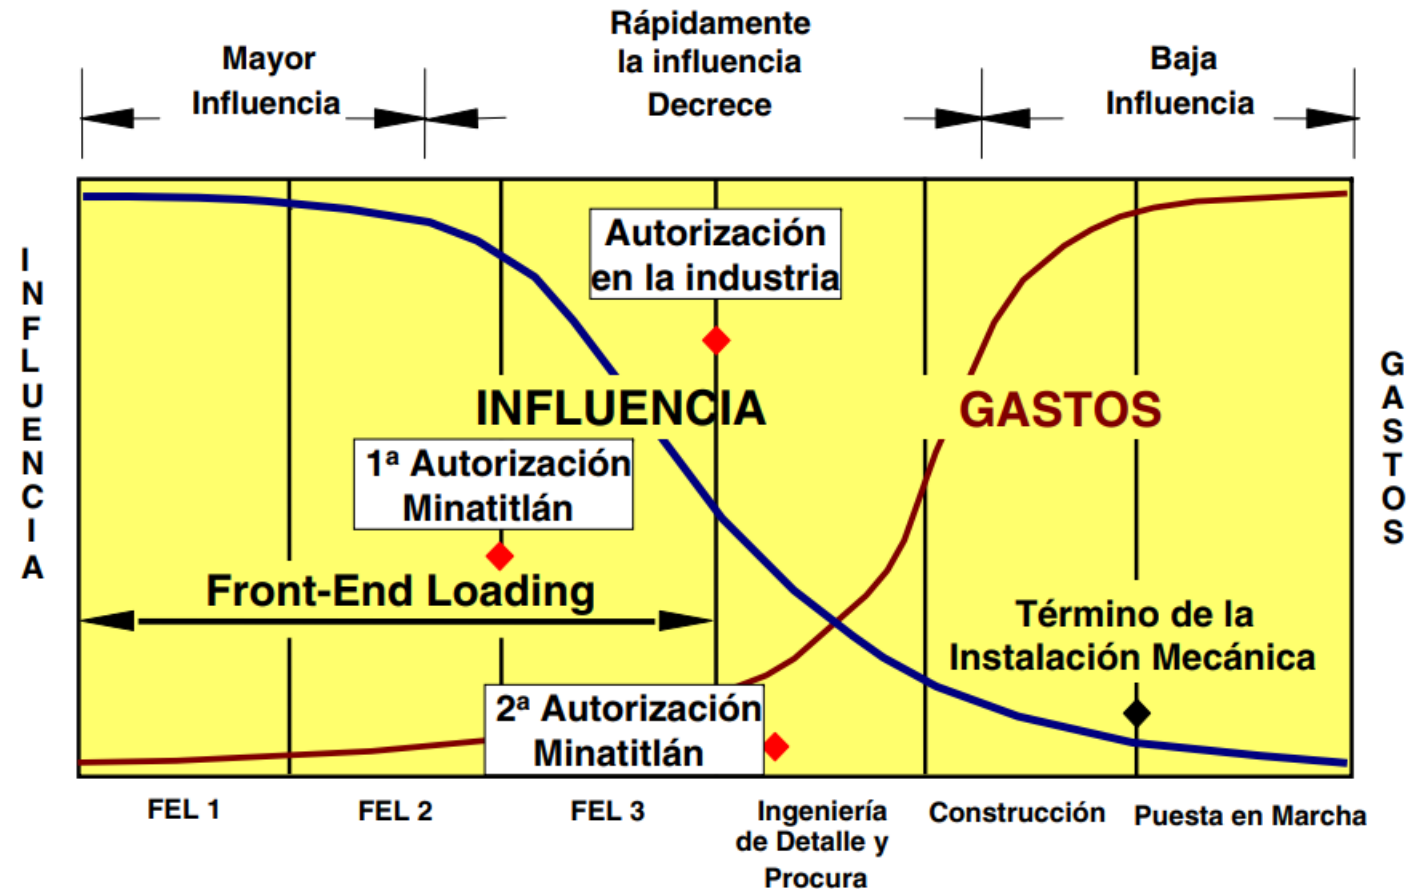 Mayor
Influencia
Rápidamente
la influencia
Decrece
Baja
Influencia
INFLUENCIA
Autorización
en la industria
INFLUENCIA
GASTOS
GASTOS
1ª Autorización
Minatitlán
Front-End Loading
Término de la
Instalación Mecánica
2ª Autorización
Minatitlán
FEL 1
FEL 2
FEL 3
Ingeniería
de Detalle y
Procura
Construcción
Puesta en Marcha